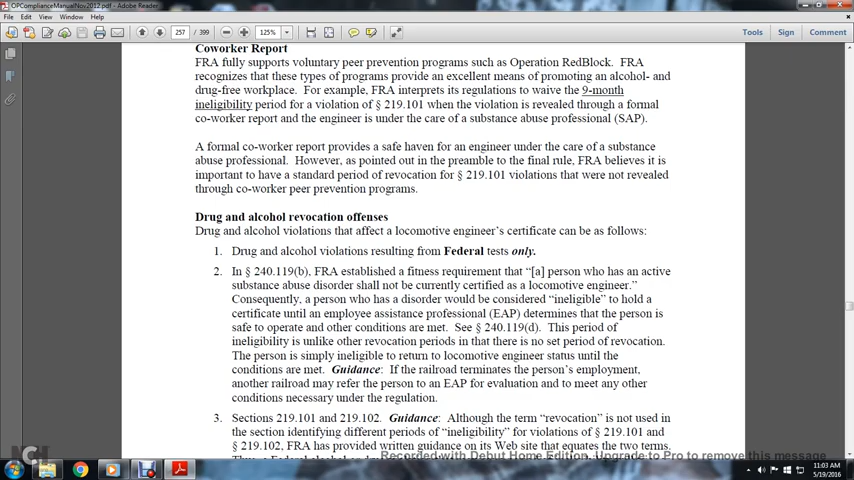 OPComplianceManualNov2012.pdf - Adobe Reader
File Edit View Window Help
257 / 399 125%
Tools Sign Comment
Coworker Report
FRA fully supports voluntary peer prevention programs such as Operation RedBlock. FRA
recognizes that these types of programs provide an excellent means of promoting an alcohol- and
drug-free workplace. For example, FRA interprets its regulations to waive the 9-month
ineligibility period for a violation of § 219.101 when the violation is revealed through a formal
co-worker report and the engineer is under the care of a substance abuse professional (SAP).
A formal co-worker report provides a safe haven for an engineer under the care of a substance
abuse professional. However, as pointed out in the preamble to the final rule, FRA believes it is
important to have a standard period of revocation for § 219.101 violations that were not revealed
through co-worker peer prevention programs.
Drug and alcohol revocation offenses
Drug and alcohol violations that affect a locomotive engineer's certificate can be as follows:
1. Drug and alcohol violations resulting from Federal tests only.
2. In § 240.119(b), FRA established a fitness requirement that "[a] person who has an active
substance abuse disorder shall not be currently certified as a locomotive engineer."
Consequently, a person who has a disorder would be considered "ineligible" to hold a
certificate until an employee assistance professional (EAP) determines that the person is
safe to operate and other conditions are met. See § 240.119(d). This period of
ineligibility is unlike other revocation periods in that there is no set period of revocation.
The person is simply ineligible to return to locomotive engineer status until the
conditions are met. Guidance: If the railroad terminates the person's employment,
another railroad may refer the person to an EAP for evaluation and to meet any other
conditions necessary under the regulation.
3. Sections 219.101 and 219.102. Guidance: Although the term "revocation" is not used in
the section identifying different periods of "ineligibility" for violations of § 219.101 and
§ 219.102, FRA has provided written guidance on its Web site that equates the two terms.
Recorded with Debut Home Edition. Upgrade to Pro to remove this message
NCH
11:03 AM
5/19/2016